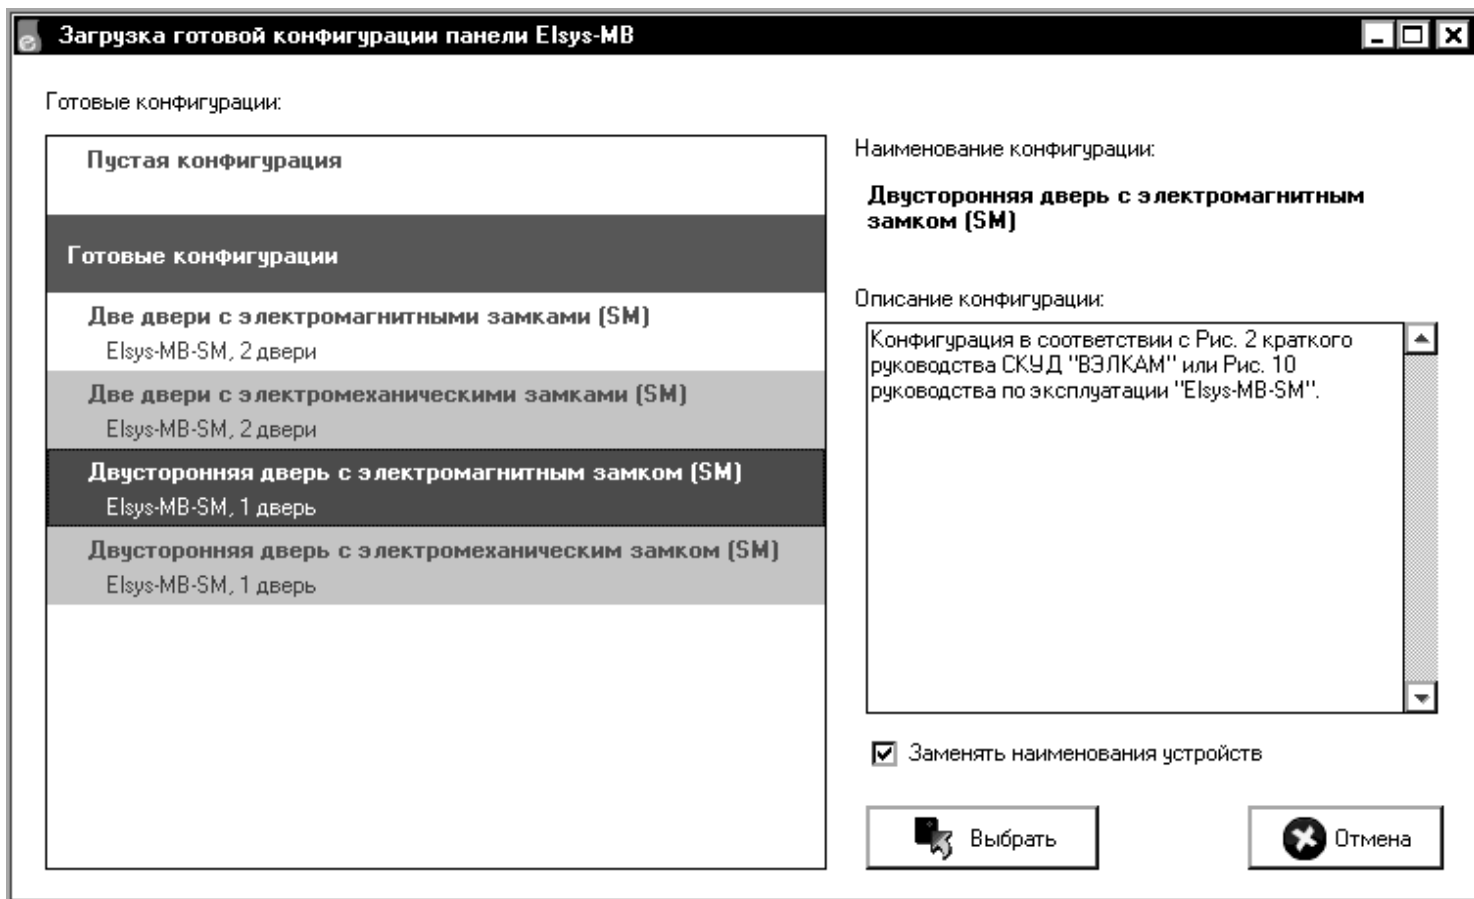 Загрузка готовой конфигурации панели Elsys-MB
Готовые конфигурации:
Пустая конфигурация
Готовые конфигурации
Две двери с электромагнитными замками (SM)
Elsys-MB-SM, 2 двери
Две двери с электромеханическими замками (SM)
Elsys-MB-SM, 2 двери
Двусторонняя дверь с электромагнитным замком (SM)
Elsys-MB-SM, 1 дверь
Двусторонняя дверь с электромеханическим замком (SM)
Elsys-MB-SM, 1 дверь
Наименование конфигурации:
Двусторонняя дверь с электромагнитным
замком (SM)
Описание конфигурации:
Конфигурация в соответствии с Рис. 2 краткого
руководства СКУД "ВЭЛКАМ" или Рис. 10
руководства по эксплуатации "Elsys-MB-SM".
Заменять наименования устройств
Выбрать
Отмена